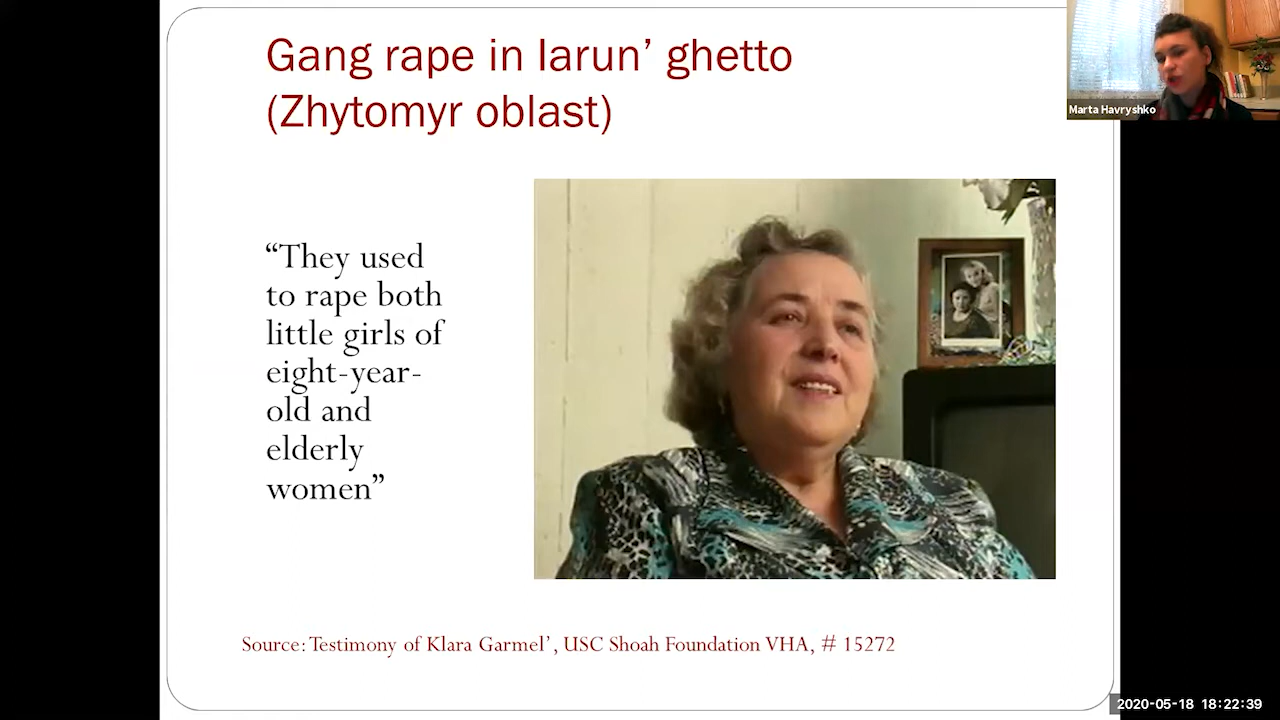 Gang rape in Iarun’ ghetto
(Zhytomyr oblast)
Marta Havryshko
“They used
to rape both
little girls of
eight-year-
old and
elderly
women”
Source: Testimony of Klara Garmel’, USC Shoah Foundation VHA, # 15272
2020-05-18 18:22:39